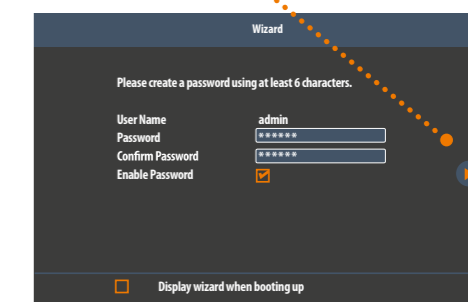 Wizard
Please create a password using at least 6 characters.
User Name admin
Password ******
Confirm Password ******
Enable Password
Display wizard when booting up